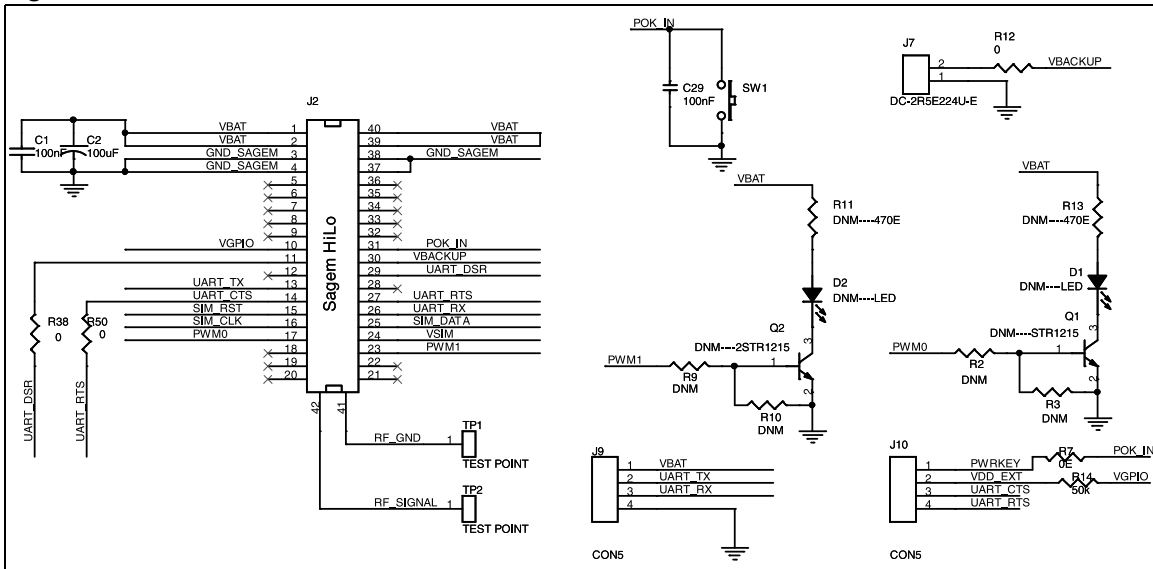 POK_IN
C29
100nF
SW1
J7
2
1
DC-2R5E224U-E
R12
0
VBACKUP
J2
Sagem HiLo
C1
100nF
C2
100uF
VBAT 1
VBAT 2
GND_SAGEM 3
GND_SAGEM 4
5
6
7
8
9
VGPIO 10
11
12
UART_TX 13
UART_CTS 14
SIM_RST 15
SIM_CLK 16
PWM0 17
18
19
20
40 VBAT
39 VBAT
38 GND_SAGEM
37
36
35
34
33
32
31 POK_IN
30 VBACKUP
29 UART_DSR
28
27 UART_RTS
26 UART_RX
25 SIM_DATA
24 VSIM
23 PWM1
22
21
42
41
R38
0
R50
0
UART_DSR
UART_RTS
RF_GND 1
TP1
TEST POINT
RF_SIGNAL 1
TP2
TEST POINT
VBAT
R11
DNM----470E
D2
DNM----LED
Q2
DNM----2STR1215
3
1
2
PWM1
R9
DNM
R10
DNM
VBAT
R13
DNM----470E
D1
DNM---LED
Q1
DNM----STR1215
3
1
2
PWM0
R2
DNM
R3
DNM
J9
1 VBAT
2 UART_TX
3 UART_RX
4
CON5
J10
1 PWRKEY
2 VDD_EXT
3 UART_CTS
4 UART_RTS
R7
0E
POK_IN
R14
50k
VGPIO
CON5